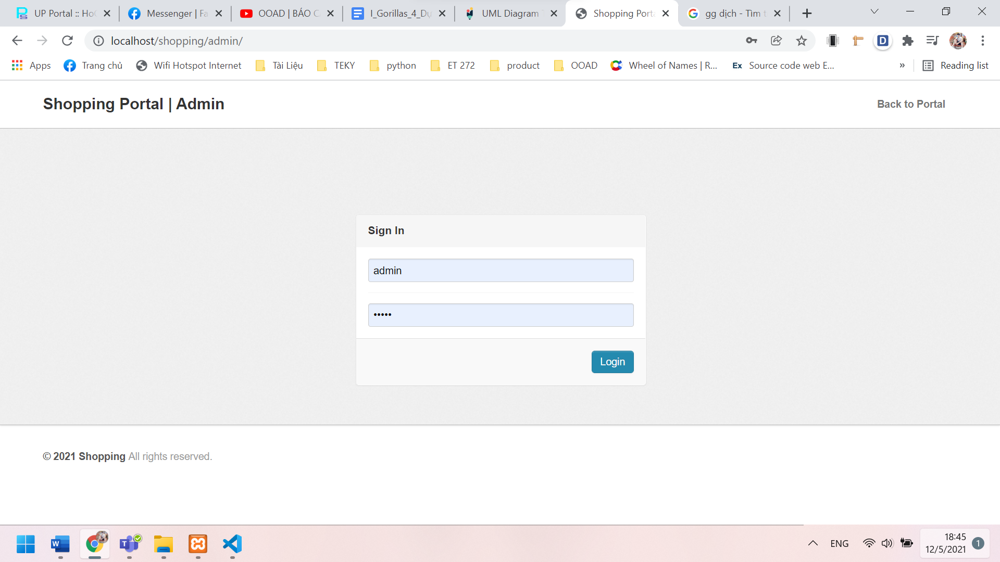 UP Portal :: Ho
Messenger | Fa
OOAD | BÁO C
I_Gorillas_4_Dự
UML Diagram
Shopping Porta
gg dịch - Tìm t
localhost/shopping/admin/
Apps
Trang chủ
Wifi Hotspot Internet
Tài Liệu
TEKY
python
ET 272
product
OOAD
Wheel of Names | R...
Ex Source code web E...
»
Reading list
Shopping Portal | Admin
Back to Portal
Sign In
admin
•••••
Login
© 2021 Shopping All rights reserved.
ENG
18:45
12/5/2021
1